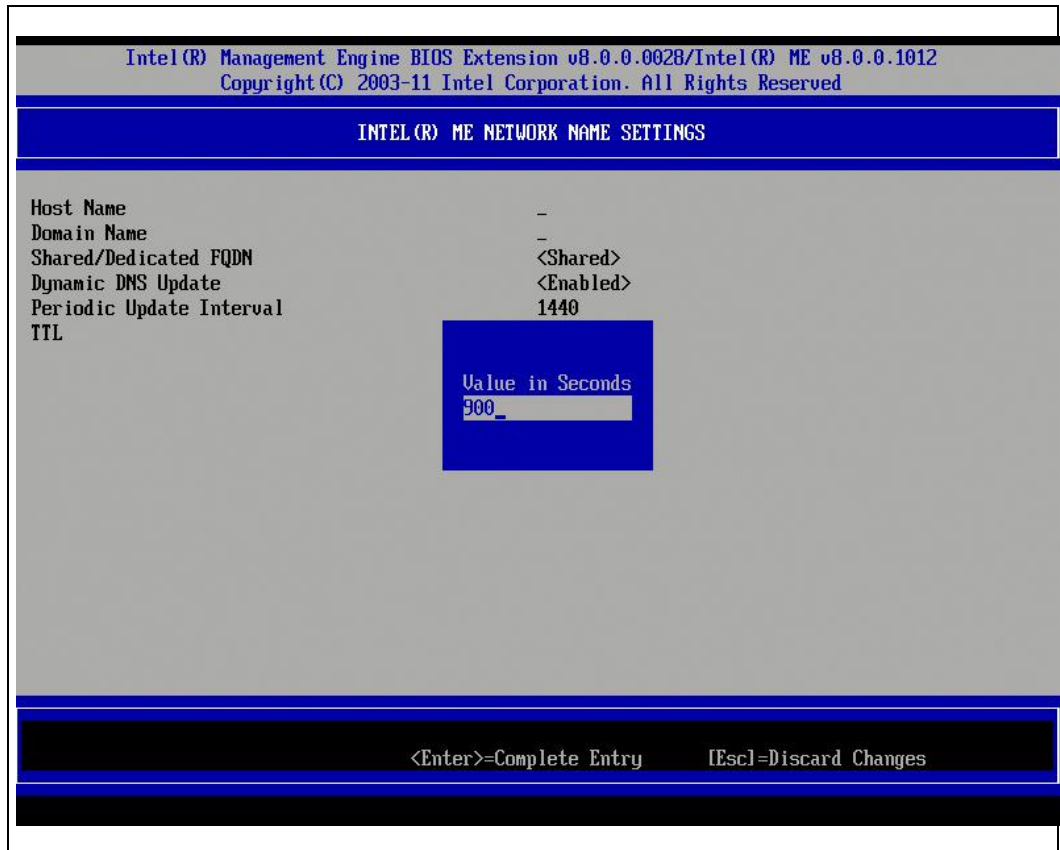 Intel(R) Management Engine BIOS Extension v8.0.0.0028/Intel(R) ME v8.0.0.1012
Copyright(C) 2003-11 Intel Corporation. All Rights Reserved
INTEL(R) ME NETWORK NAME SETTINGS
Host Name _
Domain Name _
Shared/Dedicated FQDN <Shared>
Dynamic DNS Update <Enabled>
Periodic Update Interval 1440
TTL
Value in Seconds
900_
<Enter>=Complete Entry [Esc]=Discard Changes